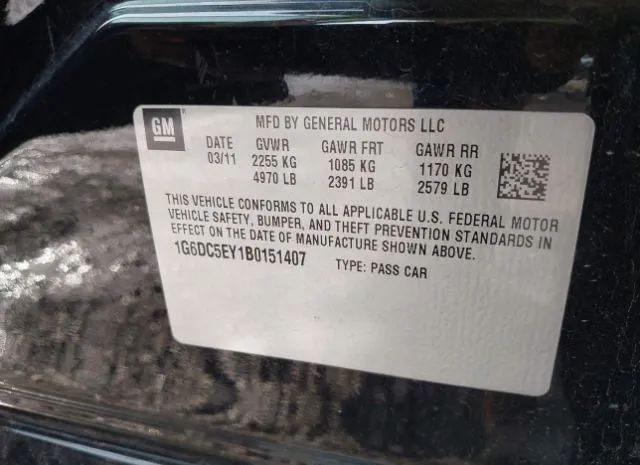 GM
MFD BY GENERAL MOTORS LLC
DATE GVWR GAWR FRT GAWR RR
03/11 2255 KG 1085 KG 1170 KG
4970 LB 2391 LB 2579 LB
THIS VEHICLE CONFORMS TO ALL APPLICABLE U.S. FEDERAL MOTOR
VEHICLE SAFETY, BUMPER, AND THEFT PREVENTION STANDARDS IN
EFFECT ON THE DATE OF MANUFACTURE SHOWN ABOVE.
1G6DC5EY1B0151407 TYPE: PASS CAR